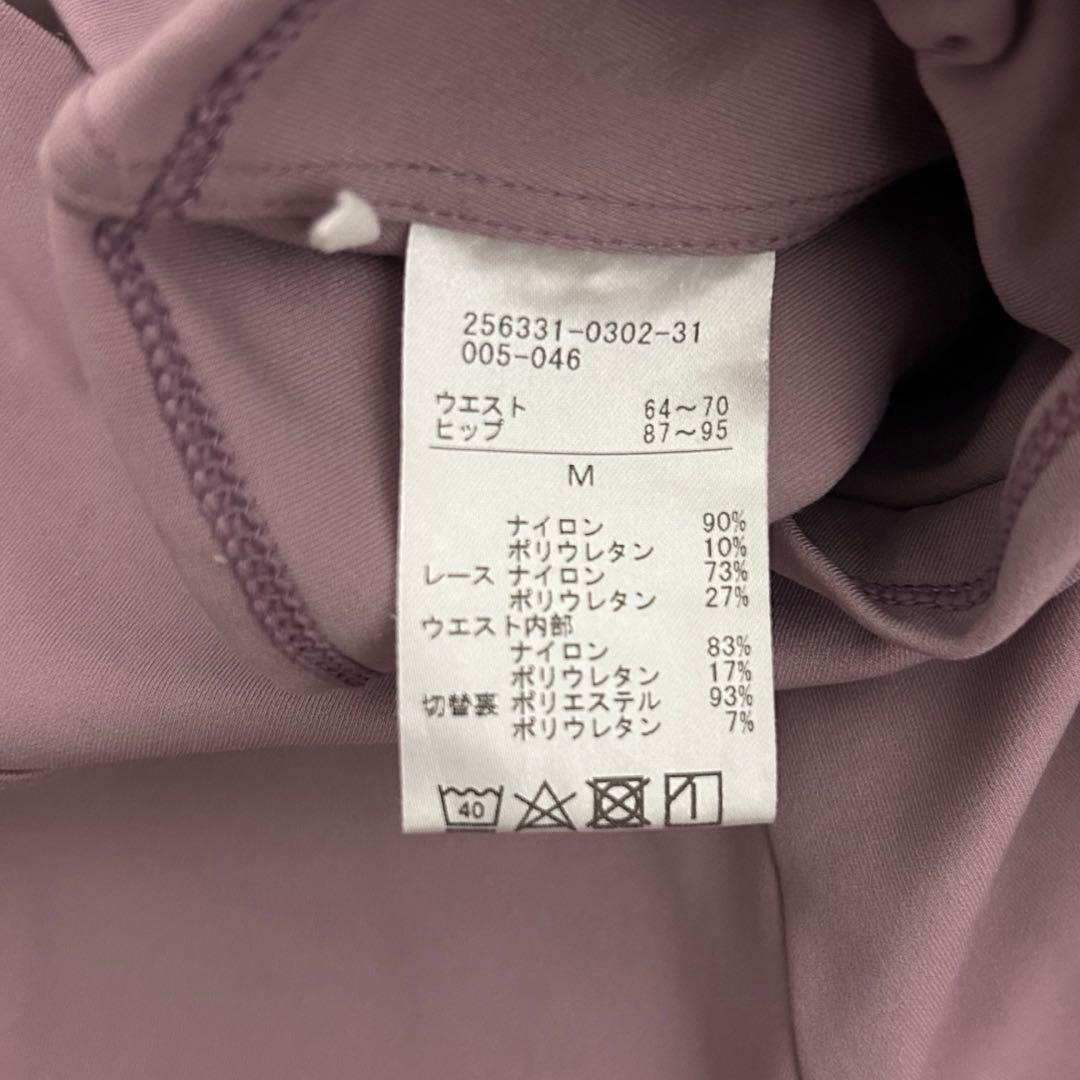 256331-0302-31
005-046
ウエスト 64～70
ヒップ 87～95
M
ナイロン 90%
ポリウレタン 10%
レース ナイロン 73%
ポリウレタン 27%
ウエスト内部
ナイロン 83%
ポリウレタン 17%
切替裏 ポリエステル 93%
ポリウレタン 7%
40